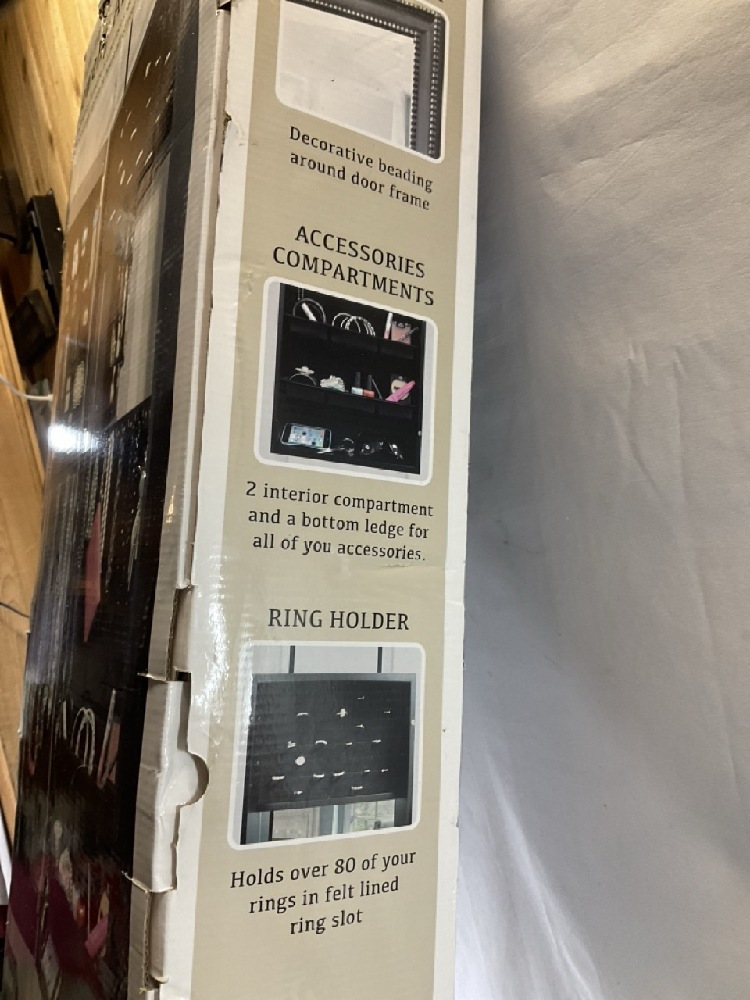 Decorative beading
around door frame
ACCESSORIES
COMPARTMENTS
2 interior compartment
and a bottom ledge for
all of you accessories.
RING HOLDER
Holds over 80 of your
rings in felt lined
ring slot